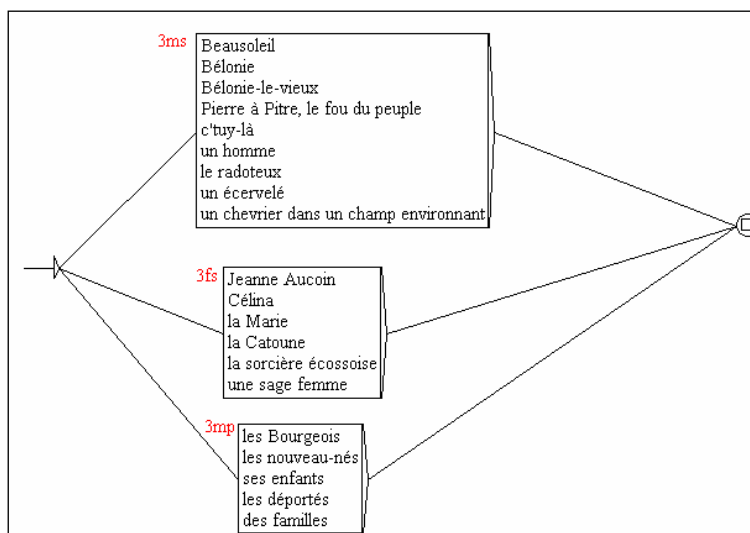 3ms
Beausoleil
Bélonie
Bélonie-le-vieux
Pierre à Pitre, le fou du peuple
c'tuy-là
un homme
le radoteux
un écervelé
un chevrier dans un champ environnant
3fs
Jeanne Aucoin
Célina
la Marie
la Catoune
la sorcière écossoise
une sage femme
3mp
les Bourgeois
les nouveau-nés
ses enfants
les déportés
des familles